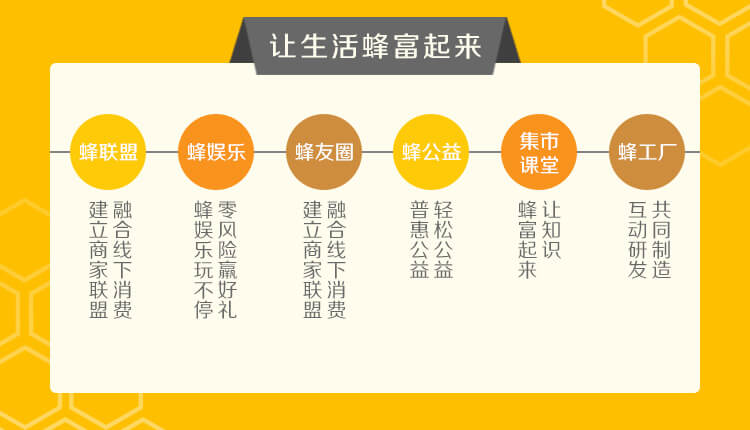 让生活蜂富起来
蜂联盟
融合线下消费
建立商家联盟
蜂娱乐
零风险赢好礼
蜂娱乐玩不停
蜂友圈
融合线下消费
建立商家联盟
蜂公益
轻松公益
普惠公益
集市
课堂
让知识
蜂富起来
蜂工厂
共同制造
互动研发